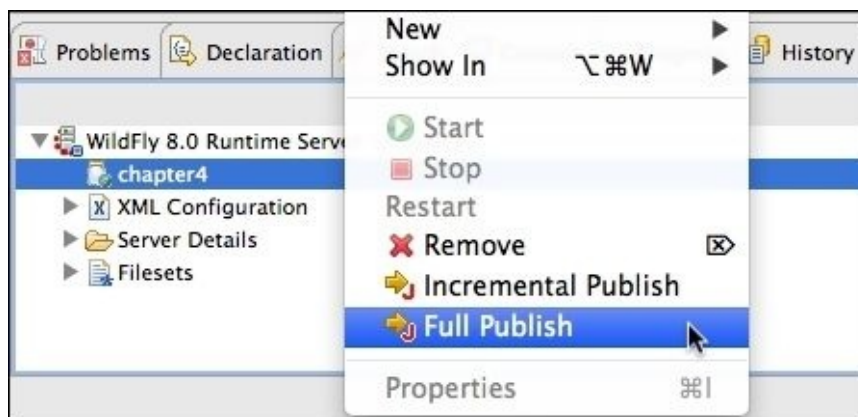 Problems
Declaration
History
WildFly 8.0 Runtime Serv
chapter4
XML Configuration
Server Details
Filesets
New
Show In ⌥⌘W
Start
Stop
Restart
Remove
Incremental Publish
Full Publish
Properties ⌘I